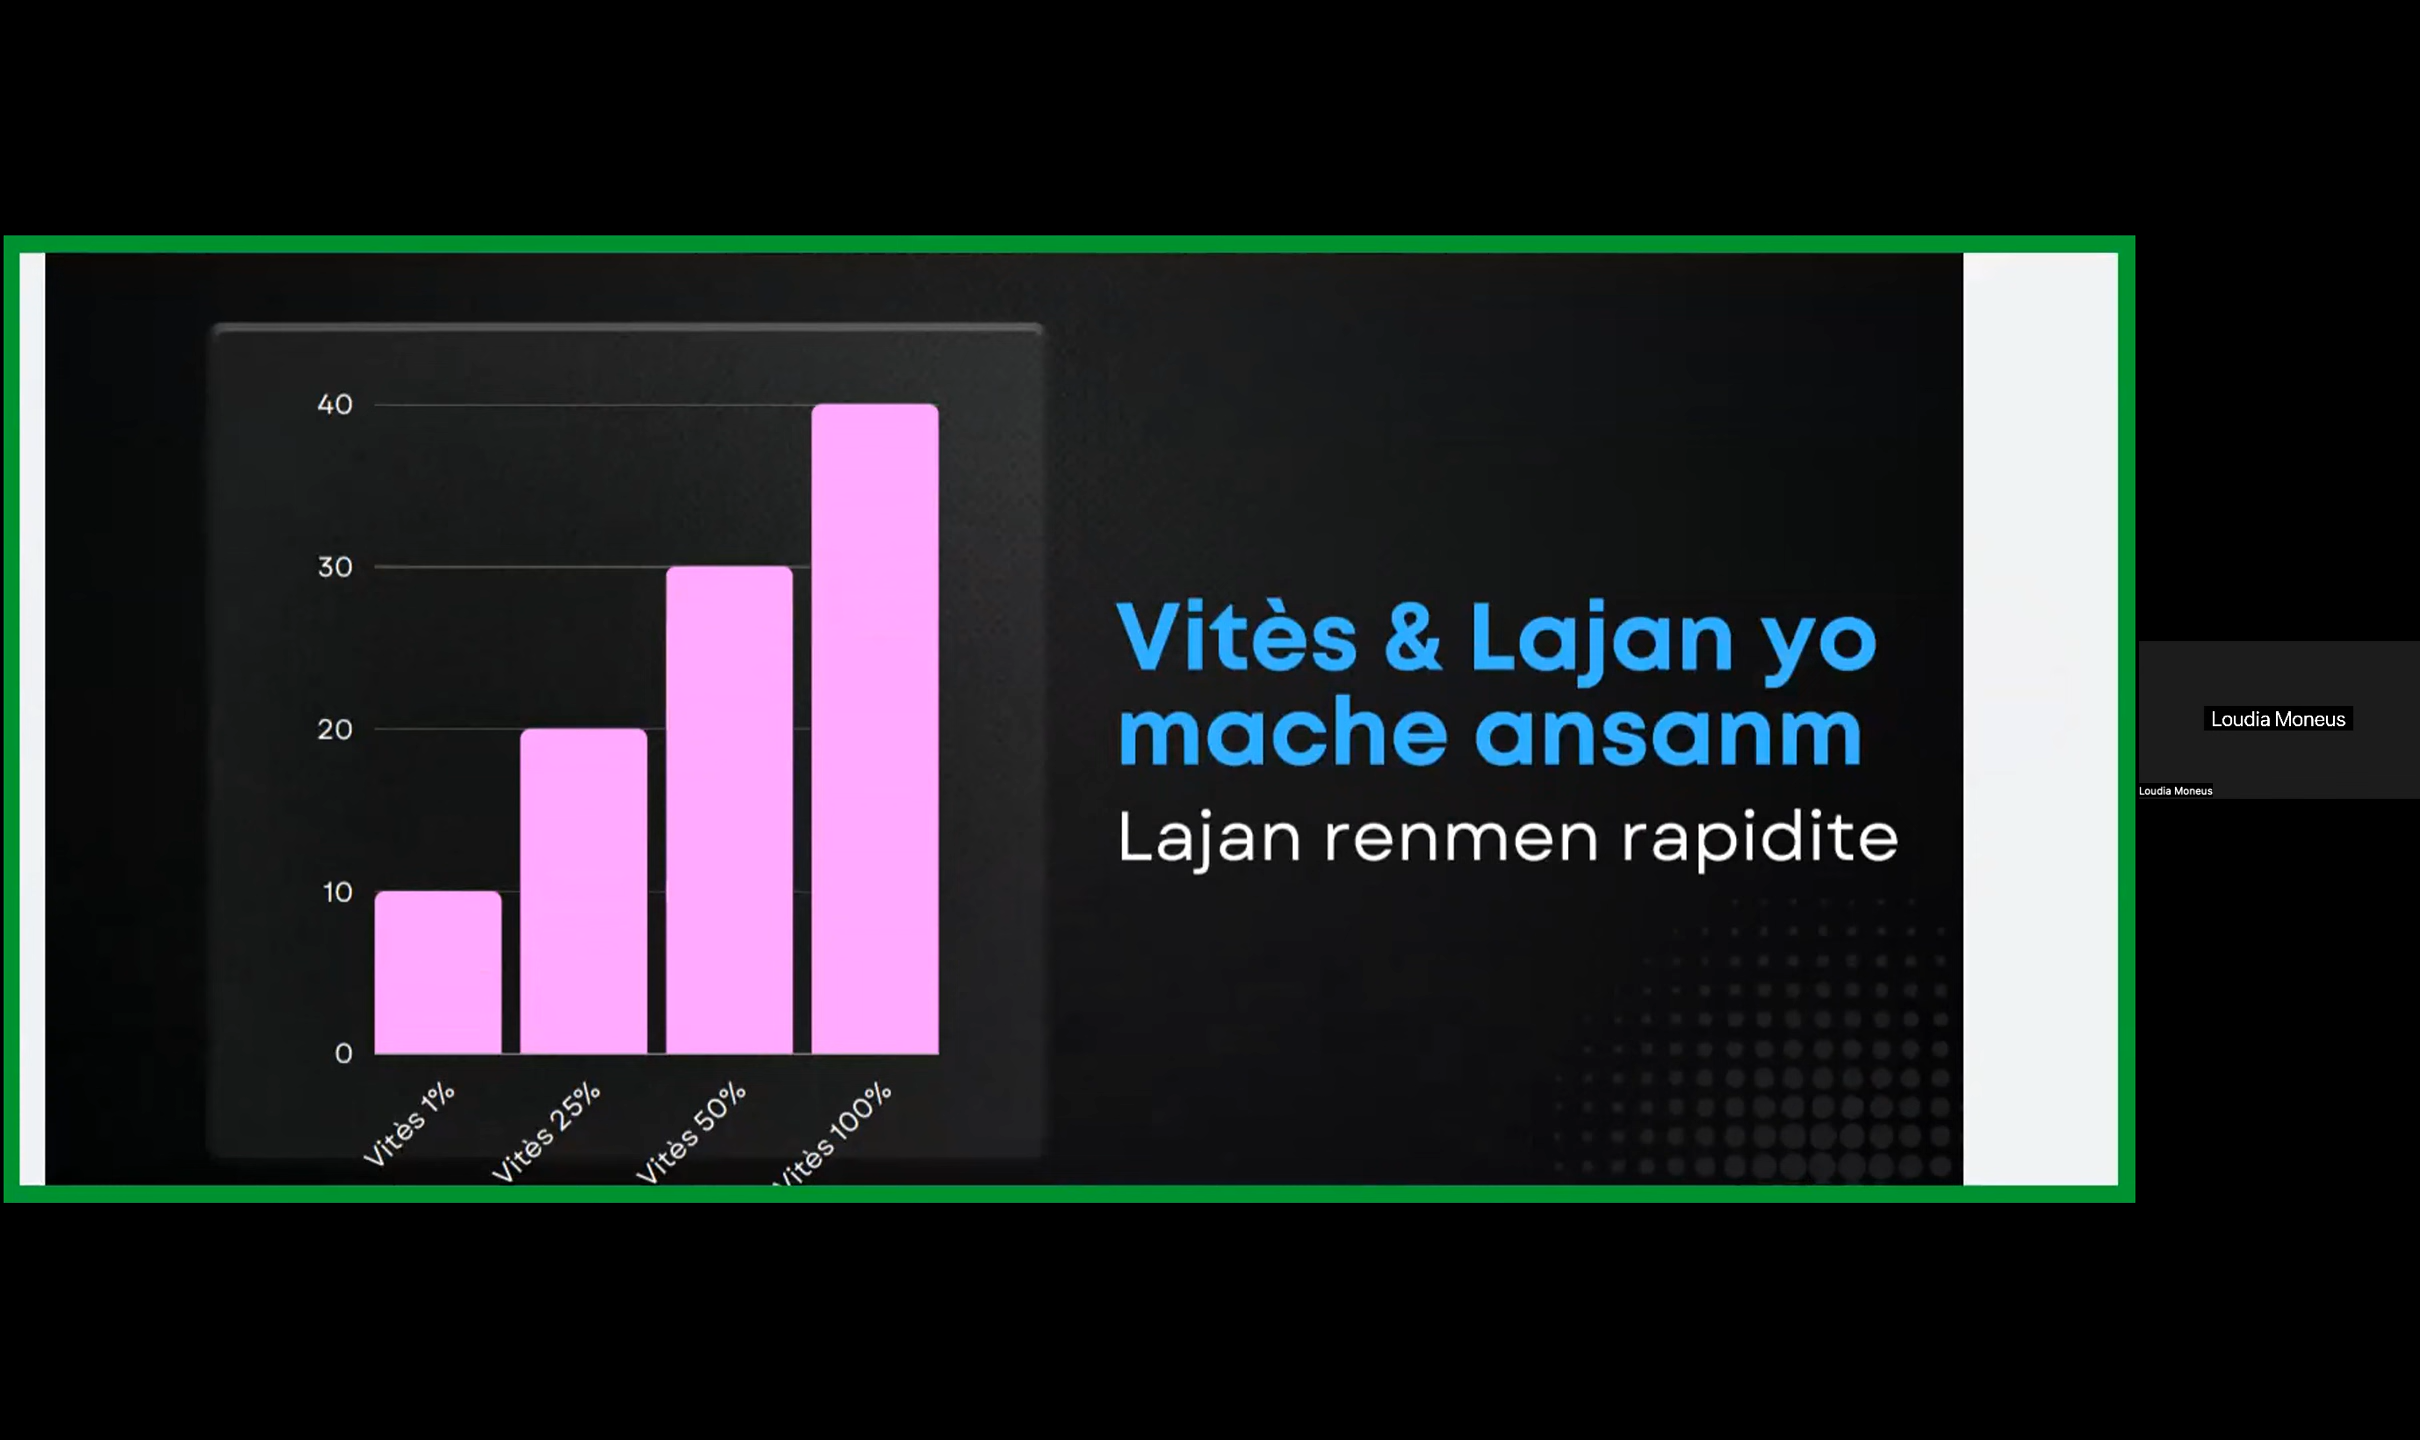 40
30
20
10
0
Vitès 1%
Vitès 25%
Vitès 50%
Vitès 100%
Vitès & Lajan yo
mache ansanm
Lajan renmen rapidite
Loudia Moneus
Loudia Moneus